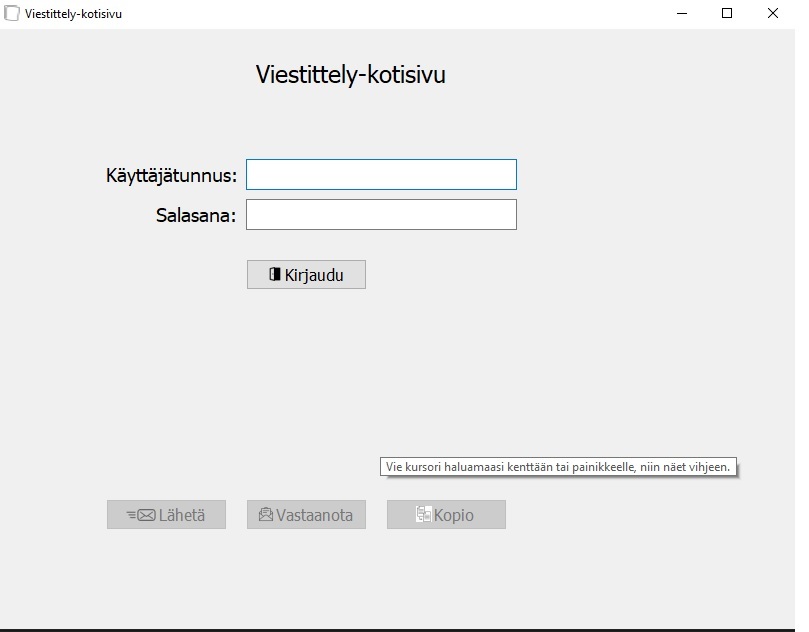 Viestittely-kotisivu
Viestittely-kotisivu
Käyttäjätunnus:
Salasana:
Kirjaudu
Vie kursori haluamaasi kenttään tai painikkeelle, niin näet vihjeen.
Lähetä
Vastaanota
Kopio